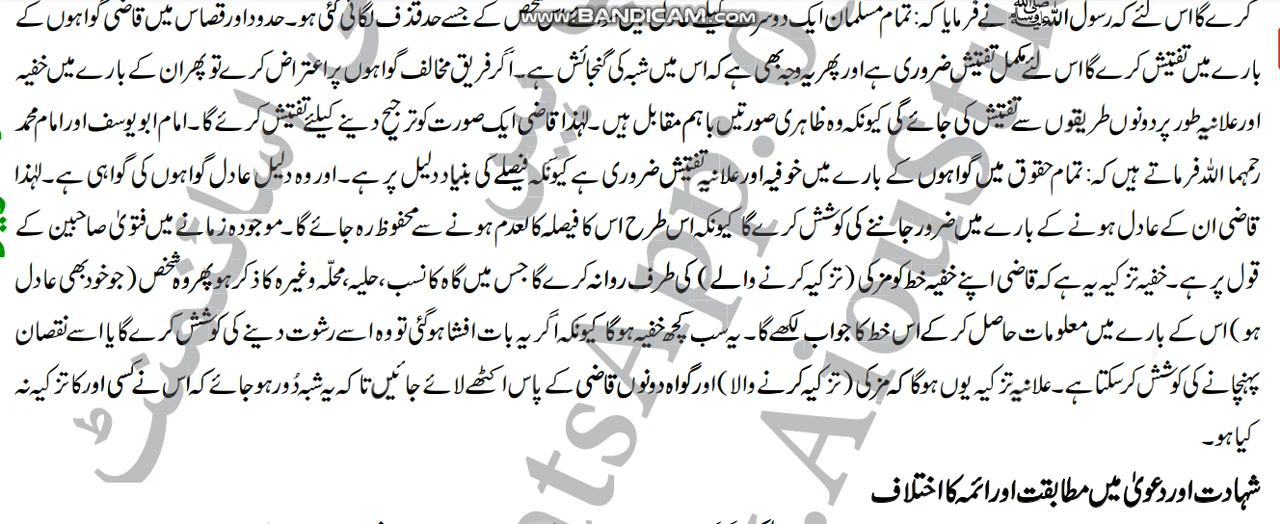 WWW.BANDICAM.COM
کرے گا اس لئے کہ رسول اللہ ﷺ نے فرمایا کہ: تمام مسلمان ایک دوسرے کیلئے عادل ہیں شخص کے جسے حد قذف لگائی گئی ہو۔ حدود اور قصاص میں قاضی گواہوں کے
بارے میں تفتیش کرے گا اس لئے مکمل تفتیش ضروری ہے اور پھر یہ وجہ بھی ہے کہ اس میں شبہ کی گنجائش ہے۔ اگر فریق مخالف گواہوں پر اعتراض کرے تو پھر ان کے بارے میں خفیہ
اور علانیہ طور پر دونوں طریقوں سے تفتیش کی جائے گی کیونکہ وہ ظاہری صورتیں باہم مقابل ہیں۔ لہٰذا قاضی ایک صورت کو ترجیح دینے کیلئے تفتیش کرے گا۔ امام ابو یوسف اور امام محمد
رحمہما اللہ فرماتے ہیں کہ: تمام حقوق میں گواہوں کے بارے میں خوفیہ اور علانیہ تفتیش ضروری ہے کیونکہ فیصلے کی بنیاد دلیل پر ہے۔ اور وہ دلیل عادل گواہوں کی گواہی ہے۔ لہٰذا
قاضی ان کے عادل ہونے کے بارے میں ضرور جاننے کی کوشش کرے گا کیونکہ اس طرح اس کا فیصلہ کالعدم ہونے سے محفوظ رہ جائے گا۔ موجودہ زمانے میں فتویٰ صاحبین کے
قول پر ہے۔ خفیہ تزکیہ یہ ہے کہ قاضی اپنے خفیہ خط کو مزکی (تزکیہ کرنے والے) کی طرف روانہ کرے گا جس میں گاہ کا نسب، حلیہ، محلّہ وغیرہ کا ذکر ہو پھر وہ شخص (جو خود بھی عادل
ہو) اس کے بارے میں معلومات حاصل کر کے اس خط کا جواب لکھے گا۔ یہ سب کچھ خفیہ ہوگا کیونکہ اگر یہ بات افشا ہوگئی تو وہ اسے رشوت دینے کی کوشش کرے گا یا اسے نقصان
پہنچانے کی کوشش کر سکتا ہے۔ علانیہ تزکیہ یوں ہوگا کہ مزکی (تزکیہ کرنے والا) اور گواہ دونوں قاضی کے پاس اکٹھے لائے جائیں تا کہ یہ شبہ دُور ہو جائے کہ اس نے کسی اور کا تزکیہ نہ
کیا ہو۔
شہادت اور دعویٰ میں مطابقت اور ائمہ کا اختلاف